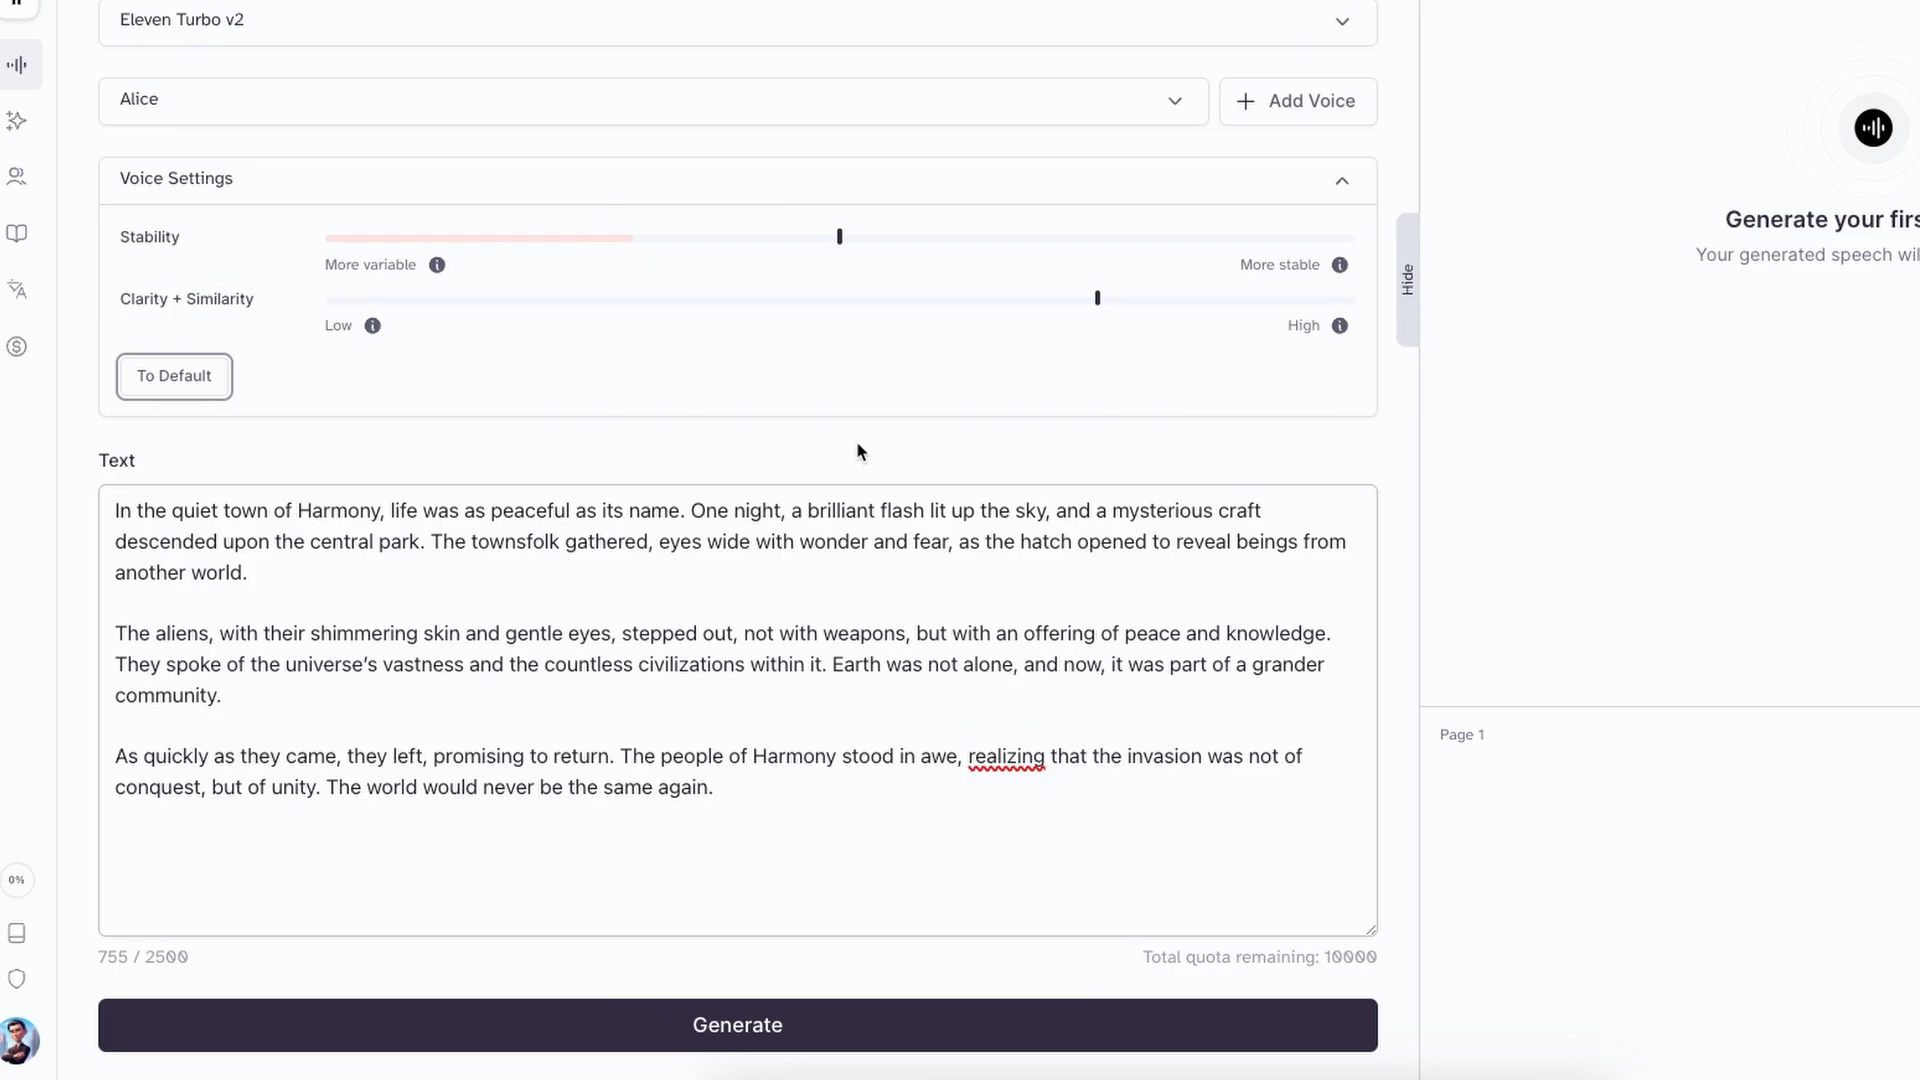 Eleven Turbo v2
Alice
Add Voice
Voice Settings
Stability
More variable
More stable
Clarity + Similarity
Low
High
To Default
Text
In the quiet town of Harmony, life was as peaceful as its name. One night, a brilliant flash lit up the sky, and a mysterious craft
descended upon the central park. The townsfolk gathered, eyes wide with wonder and fear, as the hatch opened to reveal beings from
another world.
The aliens, with their shimmering skin and gentle eyes, stepped out, not with weapons, but with an offering of peace and knowledge.
They spoke of the universe’s vastness and the countless civilizations within it. Earth was not alone, and now, it was part of a grander
community.
As quickly as they came, they left, promising to return. The people of Harmony stood in awe, realizing that the invasion was not of
conquest, but of unity. The world would never be the same again.
755 / 2500
Total quota remaining: 10000
Generate
0%
Hide
Generate your firs
Your generated speech wil
Page 1